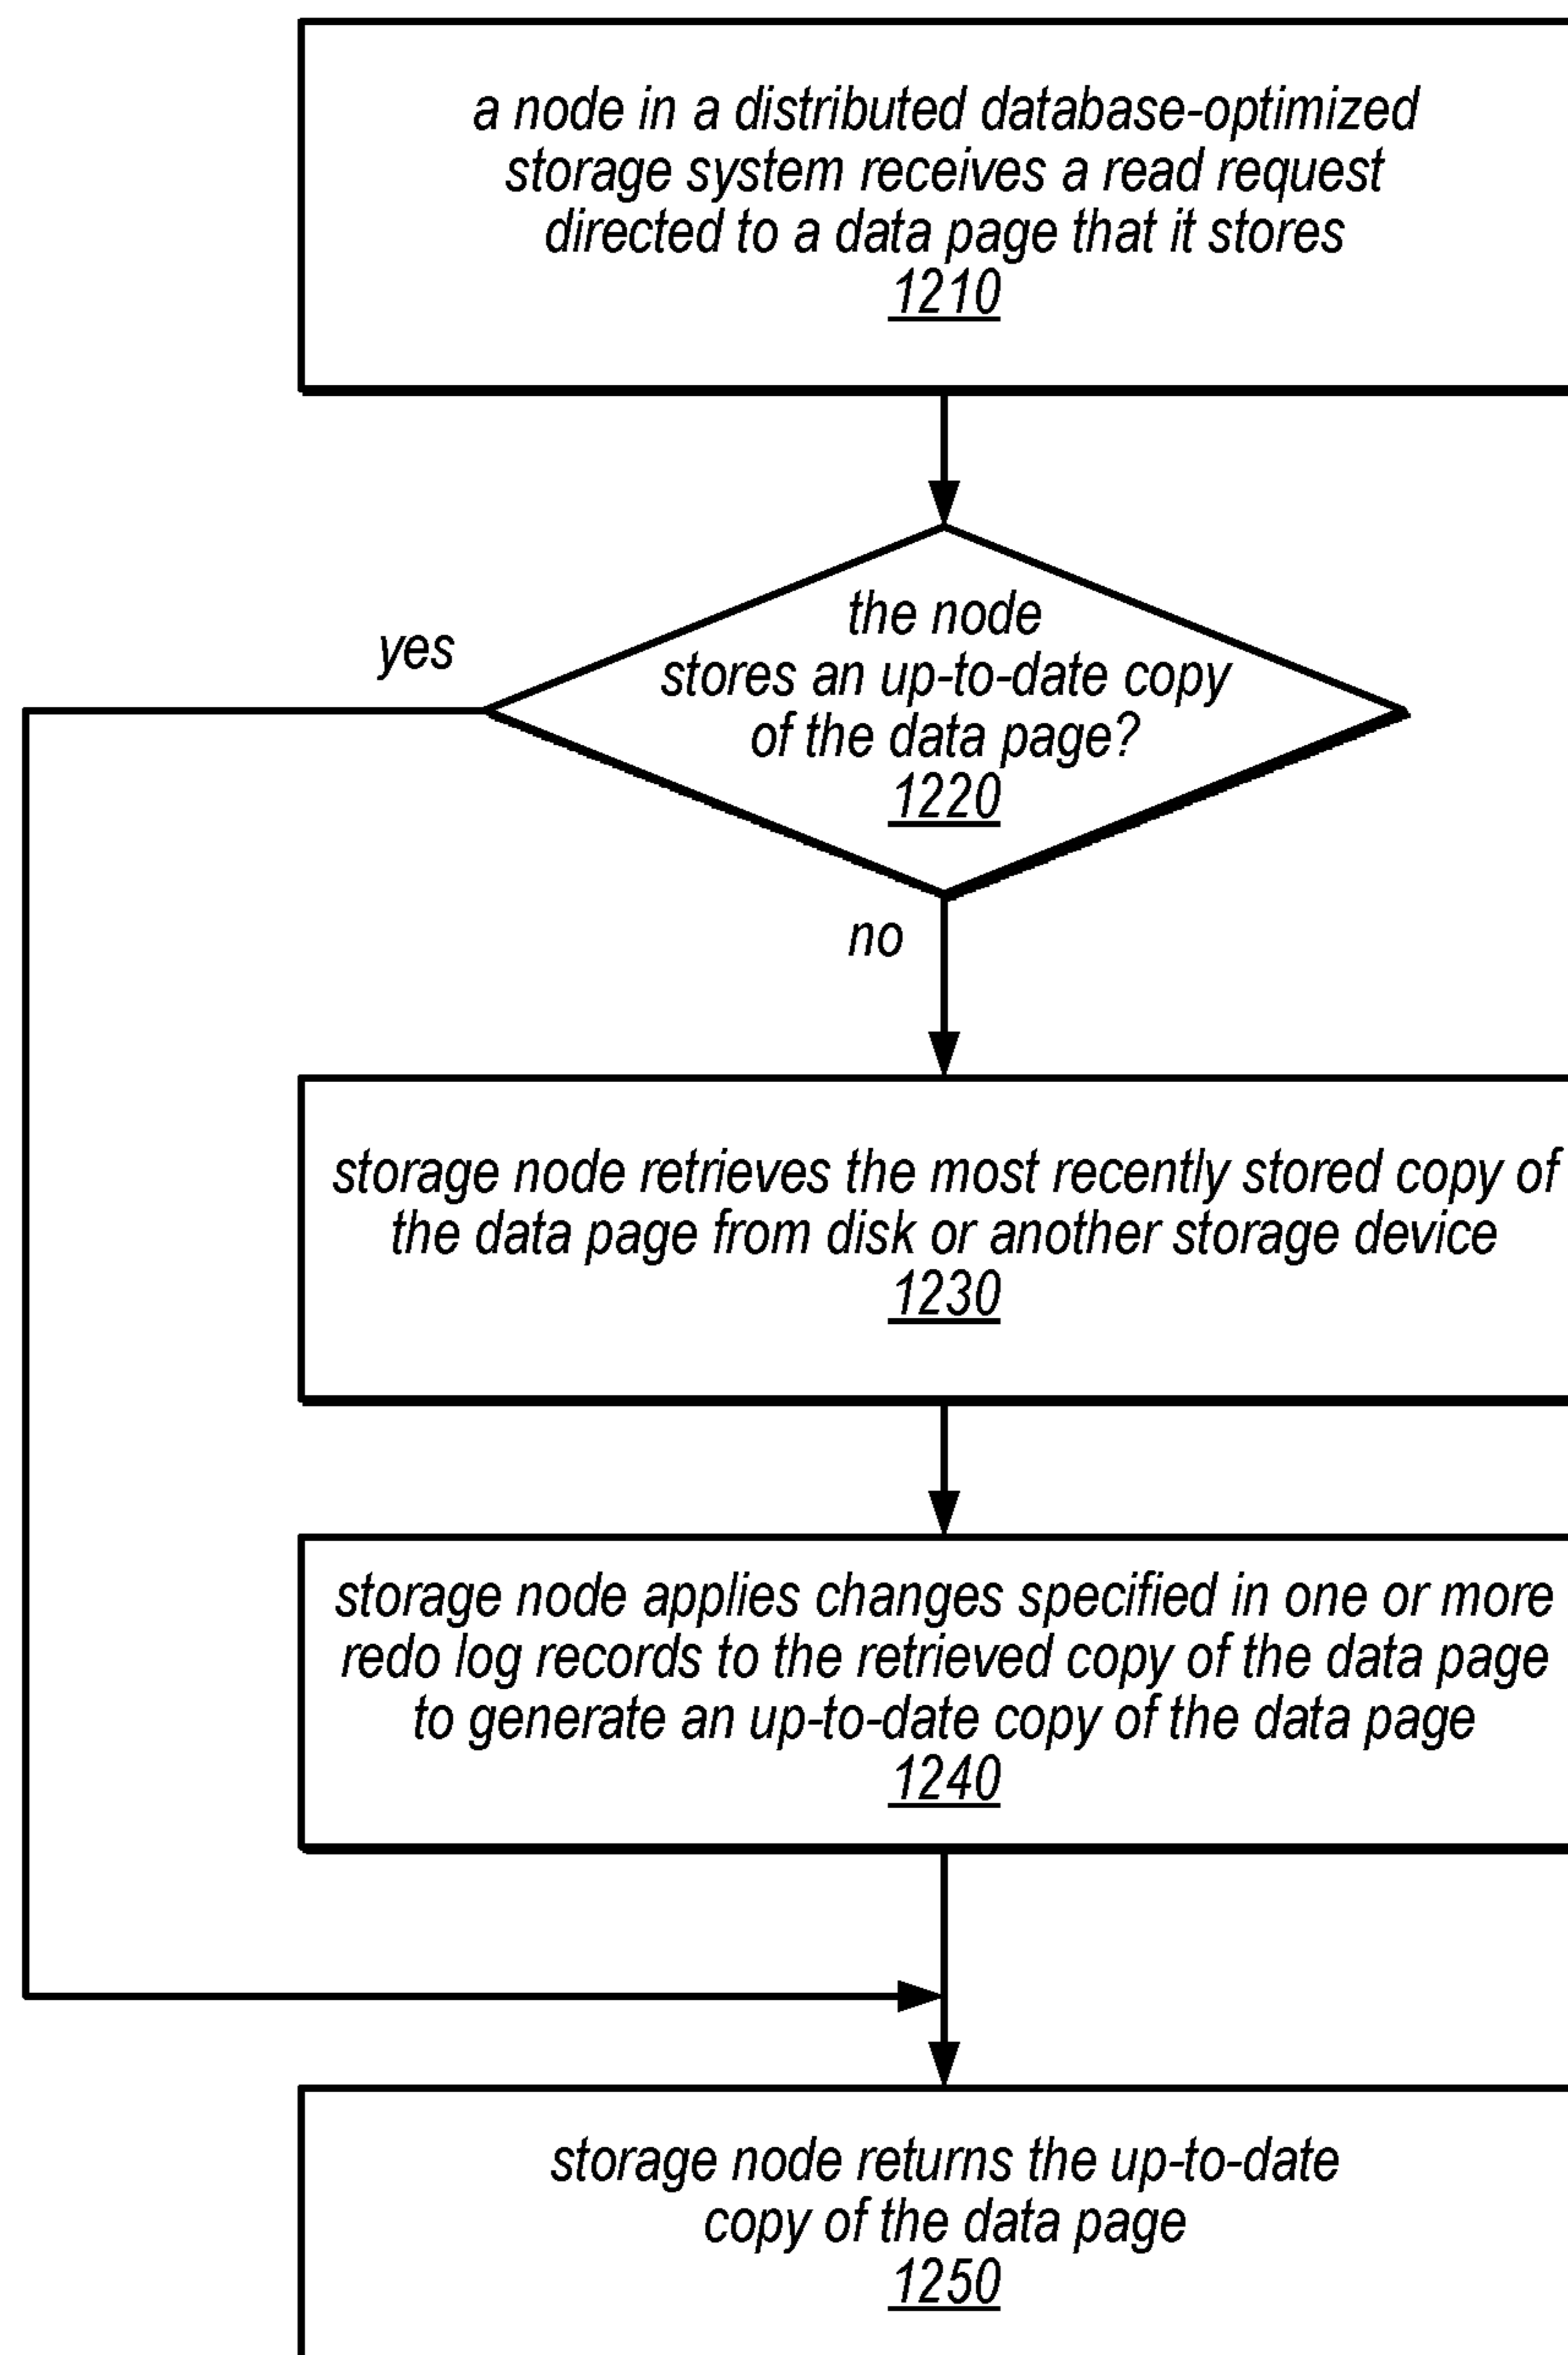 a node in a distributed database-optimized
storage system receives a read request
directed to a data page that it stores
1210
the node
stores an up-to-date copy
of the data page?
1220
yes
no
storage node retrieves the most recently stored copy of
the data page from disk or another storage device
1230
storage node applies changes specified in one or more
redo log records to the retrieved copy of the data page
to generate an up-to-date copy of the data page
1240
storage node returns the up-to-date
copy of the data page
1250